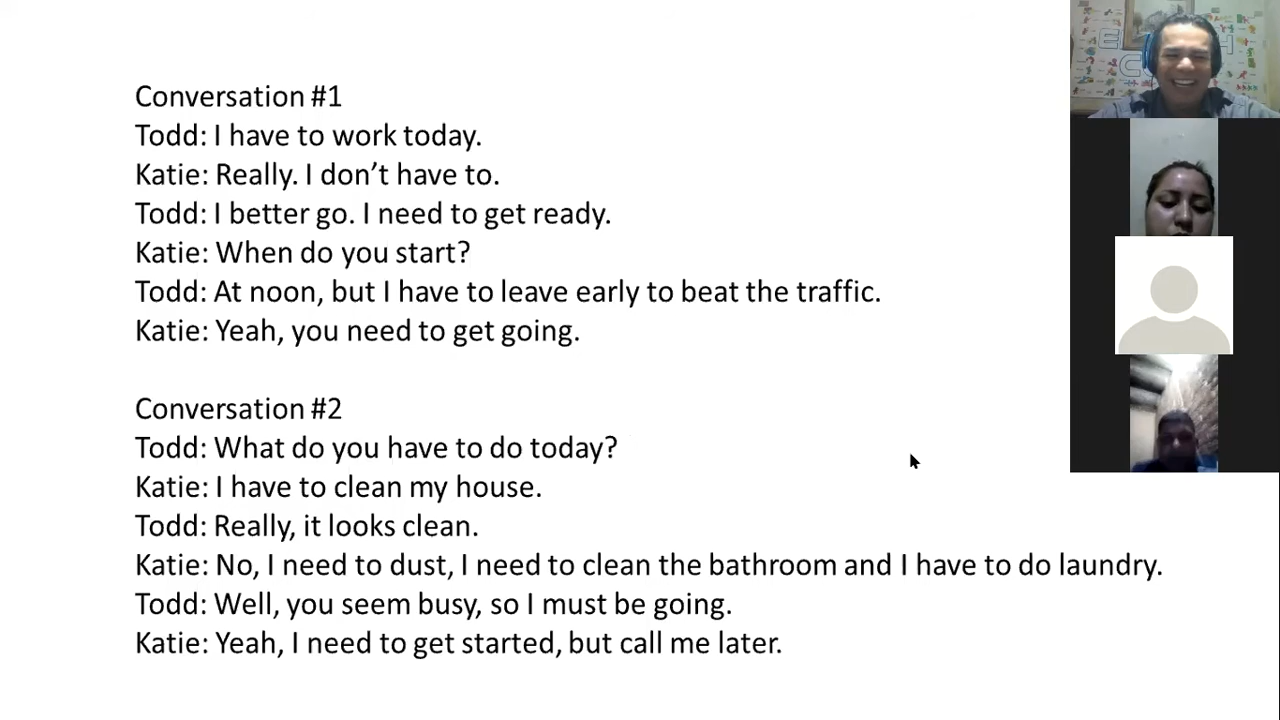 Conversation #1
Todd: I have to work today.
Katie: Really. I don’t have to.
Todd: I better go. I need to get ready.
Katie: When do you start?
Todd: At noon, but I have to leave early to beat the traffic.
Katie: Yeah, you need to get going.
Conversation #2
Todd: What do you have to do today?
Katie: I have to clean my house.
Todd: Really, it looks clean.
Katie: No, I need to dust, I need to clean the bathroom and I have to do laundry.
Todd: Well, you seem busy, so I must be going.
Katie: Yeah, I need to get started, but call me later.